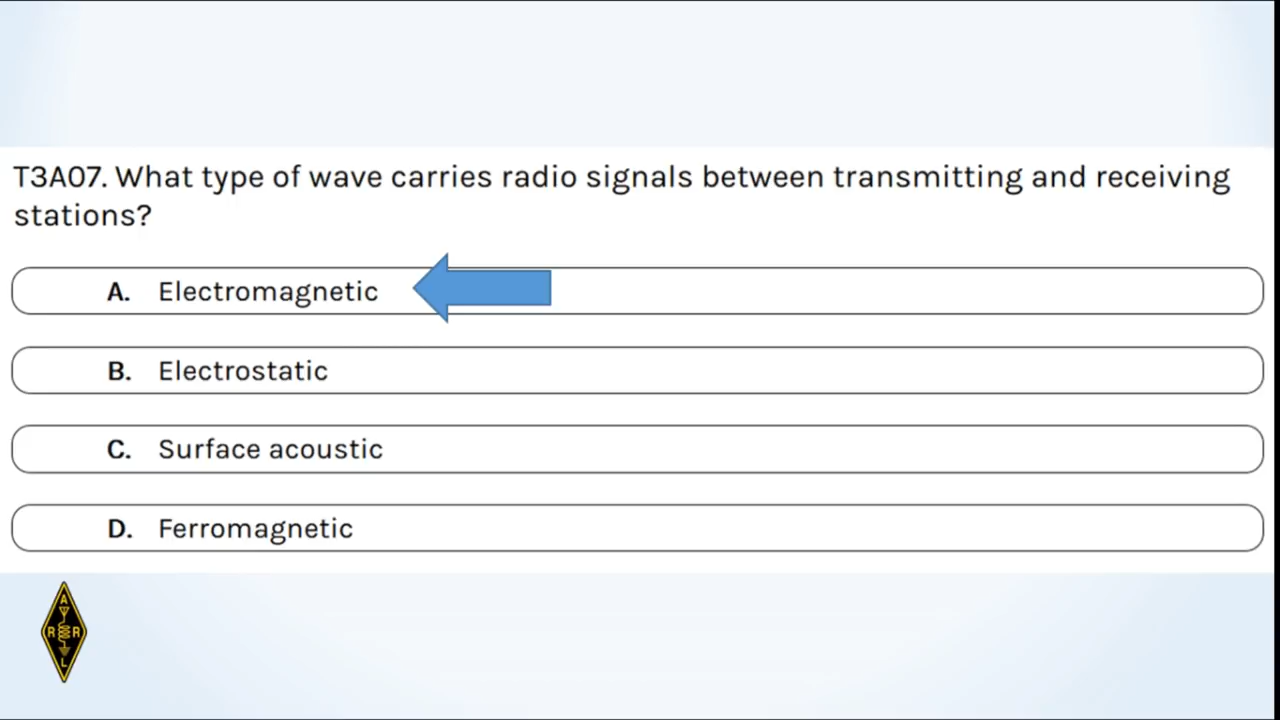 T3A07. What type of wave carries radio signals between transmitting and receiving
stations?
A. Electromagnetic
B. Electrostatic
C. Surface acoustic
D. Ferromagnetic
A
R R
L